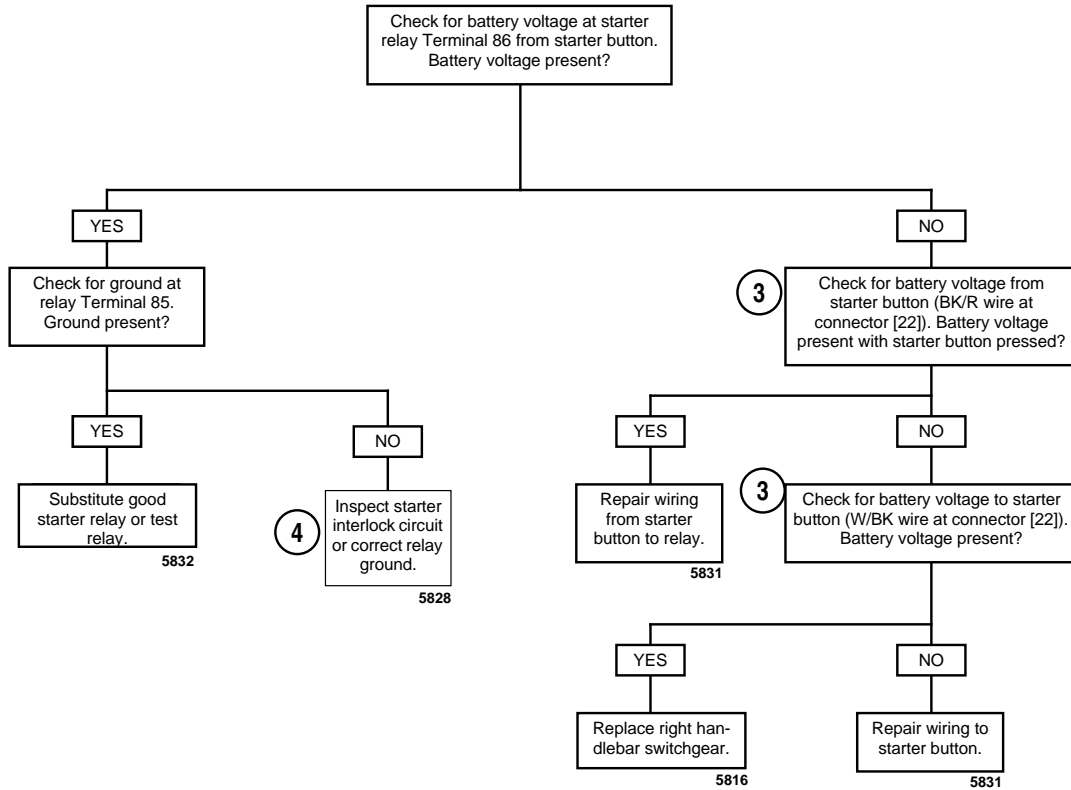 Check for battery voltage at starter
relay Terminal 86 from starter button.
Battery voltage present?
YES
NO
Check for ground at
relay Terminal 85.
Ground present?
3
Check for battery voltage from
starter button (BK/R wire at
connector [22]). Battery voltage
present with starter button pressed?
YES
NO
YES
NO
Substitute good
starter relay or test
relay.
5832
4
Inspect starter
interlock circuit
or correct relay
ground.
5828
Repair wiring
from starter
button to relay.
5831
3
Check for battery voltage to starter
button (W/BK wire at connector [22]).
Battery voltage present?
YES
NO
Replace right han-
dlebar switchgear.
5816
Repair wiring to
starter button.
5831